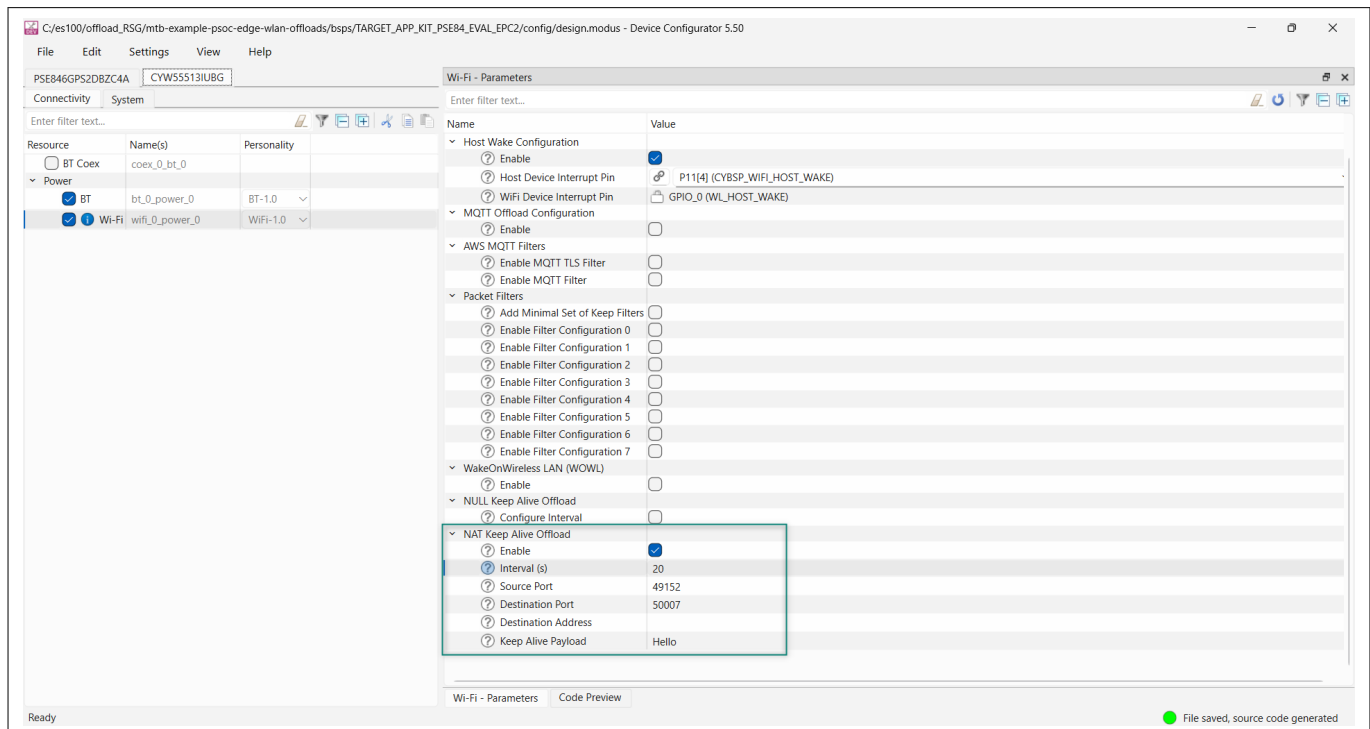 C:/es100/offload_RSG/mtb-example-psoc-edge-wlan-offloads/bsps/TARGET_APP_KIT_PSE84_EVAL_EPC2/config/design.modus - Device Configurator 5.50
File Edit Settings View Help
PSE846GPS2DBZC4A CYW55513IUBG
Connectivity System
Enter filter text...
Resource Name(s) Personality
BT Coex coex_0_bt_0
Power
BT bt_0_power_0 BT-1.0
Wi-Fi wifi_0_power_0 WiFi-1.0
Wi-Fi - Parameters
Enter filter text...
Name Value
Host Wake Configuration
Enable
Host Device Interrupt Pin P11[4] (CYBSP_WIFI_HOST_WAKE)
WiFi Device Interrupt Pin GPIO_0 (WL_HOST_WAKE)
MQTT Offload Configuration
Enable
AWS MQTT Filters
Enable MQTT TLS Filter
Enable MQTT Filter
Packet Filters
Add Minimal Set of Keep Filters
Enable Filter Configuration 0
Enable Filter Configuration 1
Enable Filter Configuration 2
Enable Filter Configuration 3
Enable Filter Configuration 4
Enable Filter Configuration 5
Enable Filter Configuration 6
Enable Filter Configuration 7
WakeOnWireless LAN (WOWL)
Enable
NULL Keep Alive Offload
Configure Interval
NAT Keep Alive Offload
Enable
Interval (s) 20
Source Port 49152
Destination Port 50007
Destination Address
Keep Alive Payload Hello
Wi-Fi - Parameters Code Preview
Ready
File saved, source code generated